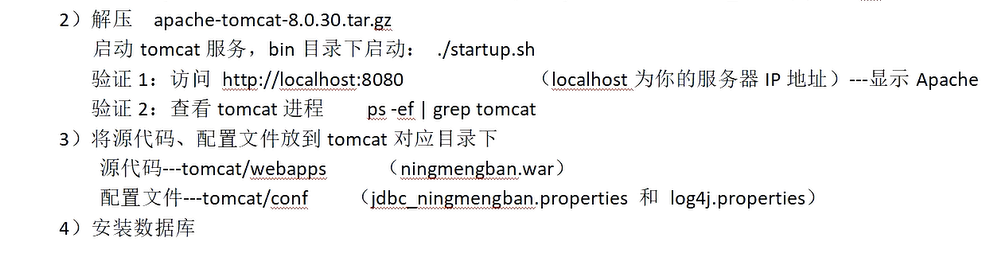 2）解压 apache-tomcat-8.0.30.tar.gz
启动 tomcat 服务，bin 目录下启动： ./startup.sh
验证 1：访问 http://localhost:8080 （localhost 为你的服务器 IP 地址）---显示 Apache
验证 2：查看 tomcat 进程 ps -ef | grep tomcat
3）将源代码、配置文件放到 tomcat 对应目录下
源代码---tomcat/webapps （ningmengban.war）
配置文件---tomcat/conf （jdbc_ningmengban.properties 和 log4j.properties）
4）安装数据库